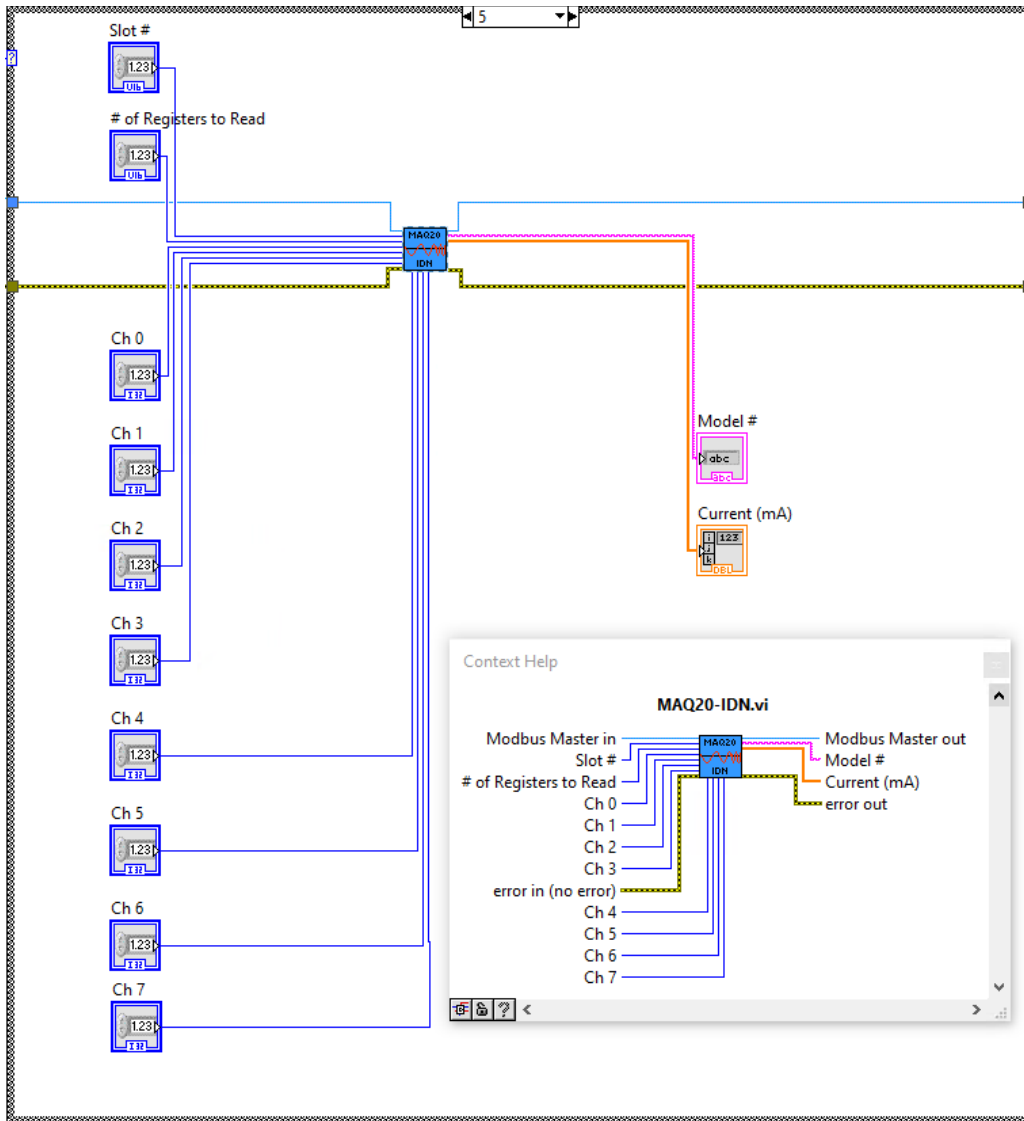 5
?
Slot #
1.23
U16
# of Registers to Read
1.23
U16
MAQ20
IDN
Ch 0
1.23
I32
Ch 1
1.23
I32
Ch 2
1.23
I32
Ch 3
1.23
I32
Ch 4
1.23
I32
Ch 5
1.23
I32
Ch 6
1.23
I32
Ch 7
1.23
I32
Model #
abc
abc
Current (mA)
i 123
j
k
DBL
Context Help
MAQ20-IDN.vi
Modbus Master in
Slot #
# of Registers to Read
Ch 0
Ch 1
Ch 2
Ch 3
error in (no error)
Ch 4
Ch 5
Ch 6
Ch 7
MAQ20
IDN
Modbus Master out
Model #
Current (mA)
error out
?